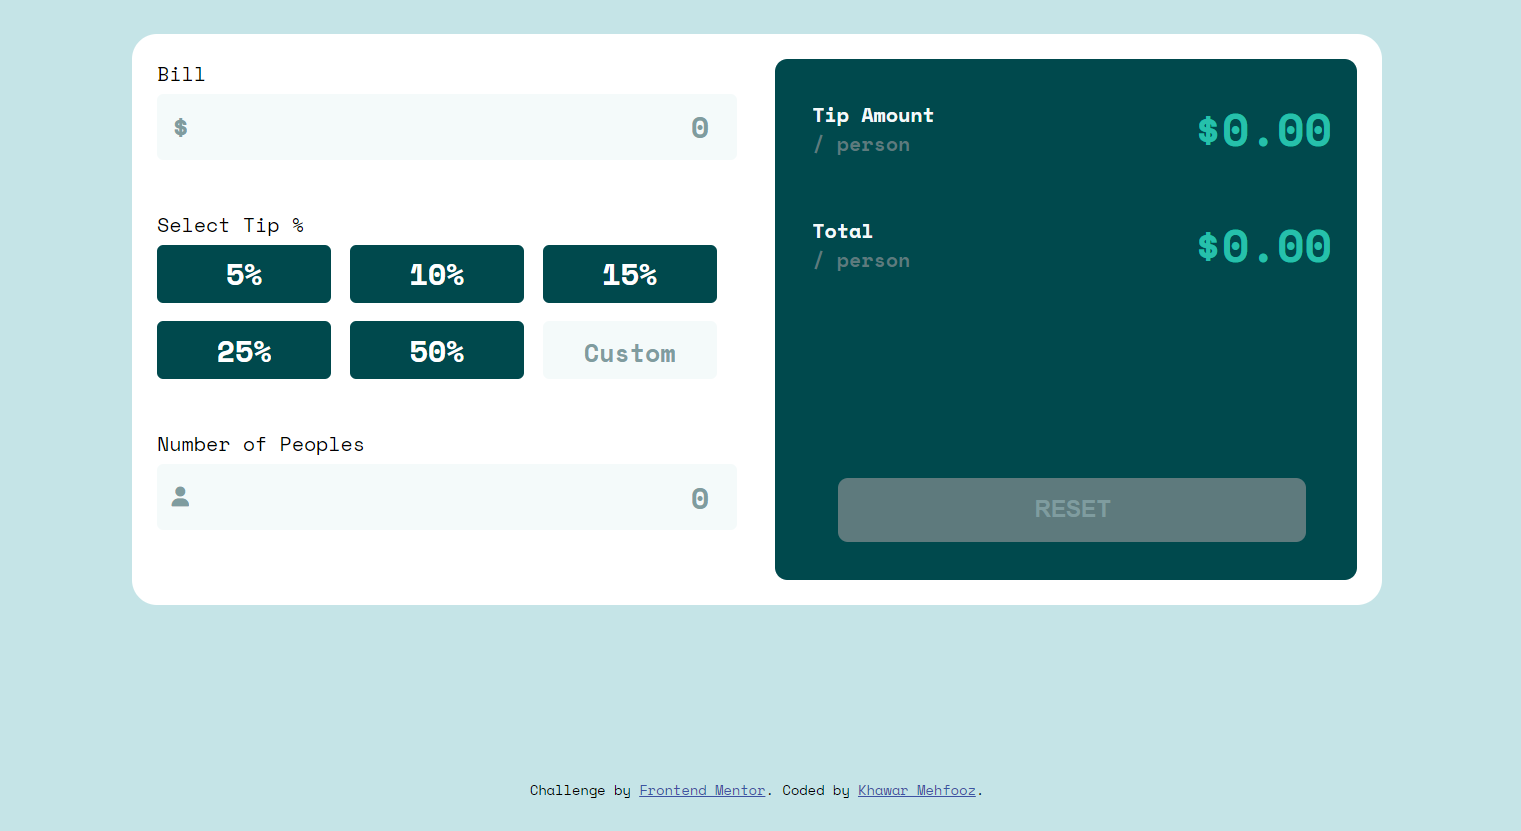 Bill
$ 0
Select Tip %
5% 10% 15%
25% 50% Custom
Number of Peoples
0
Tip Amount
/ person
$0.00
Total
/ person
$0.00
RESET
Challenge by Frontend Mentor. Coded by Khawar Mehfooz.